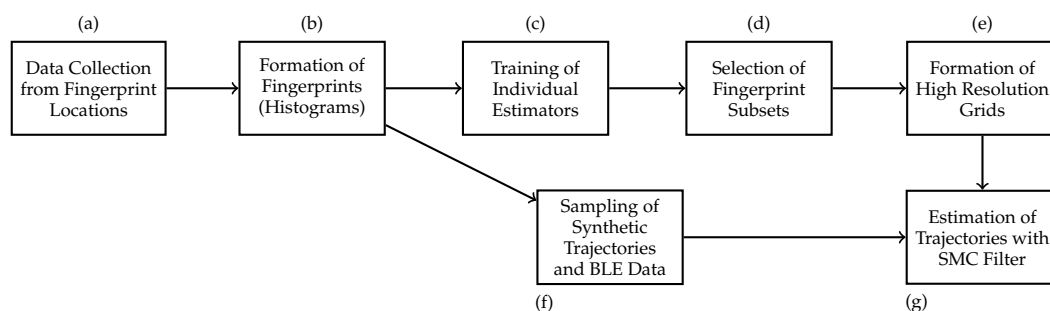 (a)
Data Collection
from Fingerprint
Locations
(b)
Formation of
Fingerprints
(Histograms)
(c)
Training of
Individual
Estimators
(d)
Selection of
Fingerprint
Subsets
(e)
Formation of
High Resolution
Grids
Sampling of
Synthetic
Trajectories
and BLE Data
(f)
Estimation of
Trajectories with
SMC Filter
(g)